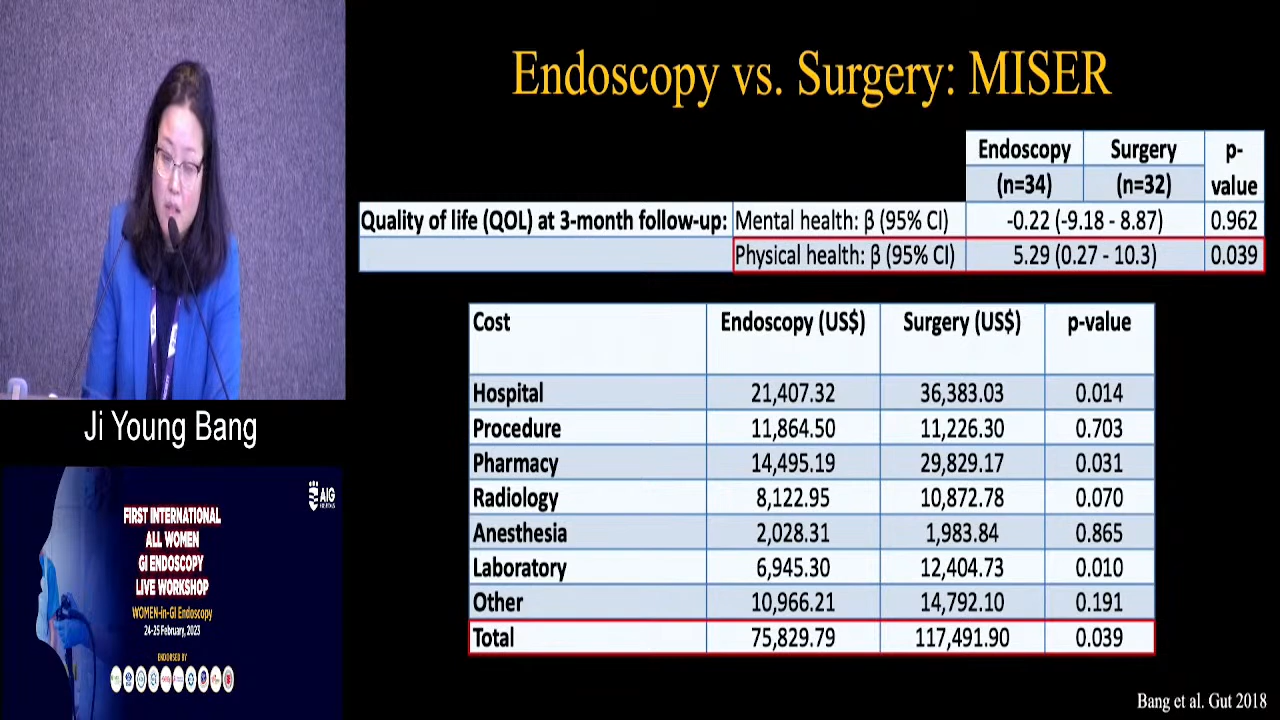 Endoscopy vs. Surgery: MISER
Endoscopy Surgery p-
(n=34) (n=32) value
Quality of life (QOL) at 3-month follow-up: Mental health: β (95% CI) -0.22 (-9.18 - 8.87) 0.962
Physical health: β (95% CI) 5.29 (0.27 - 10.3) 0.039
Cost Endoscopy (US$) Surgery (US$) p-value
Hospital 21,407.32 36,383.03 0.014
Procedure 11,864.50 11,226.30 0.703
Pharmacy 14,495.19 29,829.17 0.031
Radiology 8,122.95 10,872.78 0.070
Anesthesia 2,028.31 1,983.84 0.865
Laboratory 6,945.30 12,404.73 0.010
Other 10,966.21 14,792.10 0.191
Total 75,829.79 117,491.90 0.039
Bang et al. Gut 2018
Ji Young Bang
AIG
HOSPITALS
FIRST INTERNATIONAL
ALL WOMEN
GI ENDOSCOPY
LIVE WORKSHOP
WOMEN-in-GI Endoscopy
24-25 February, 2023
ENDORSED BY